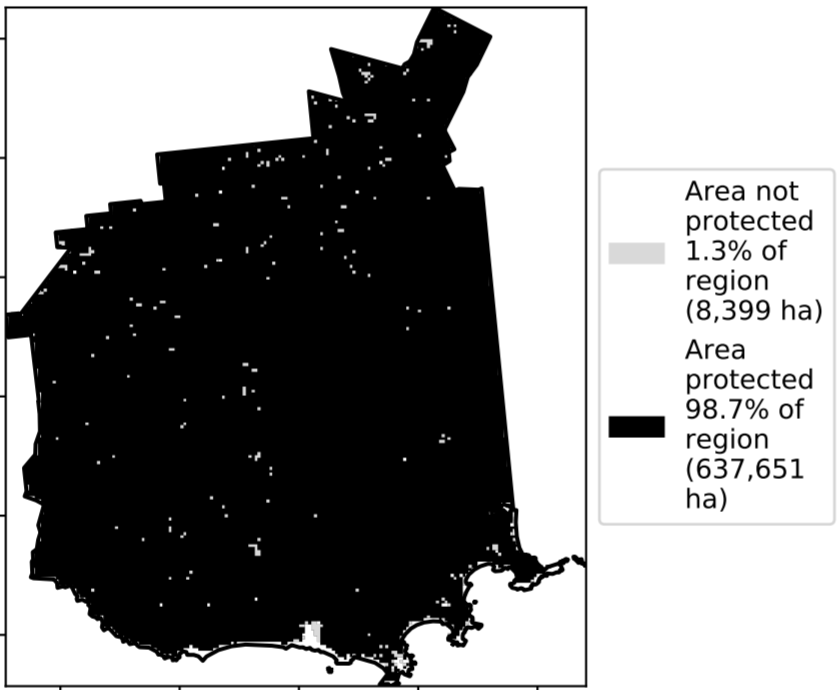 Area not
protected
1.3% of
region
(8,399 ha)
Area
protected
98.7% of
region
(637,651
ha)